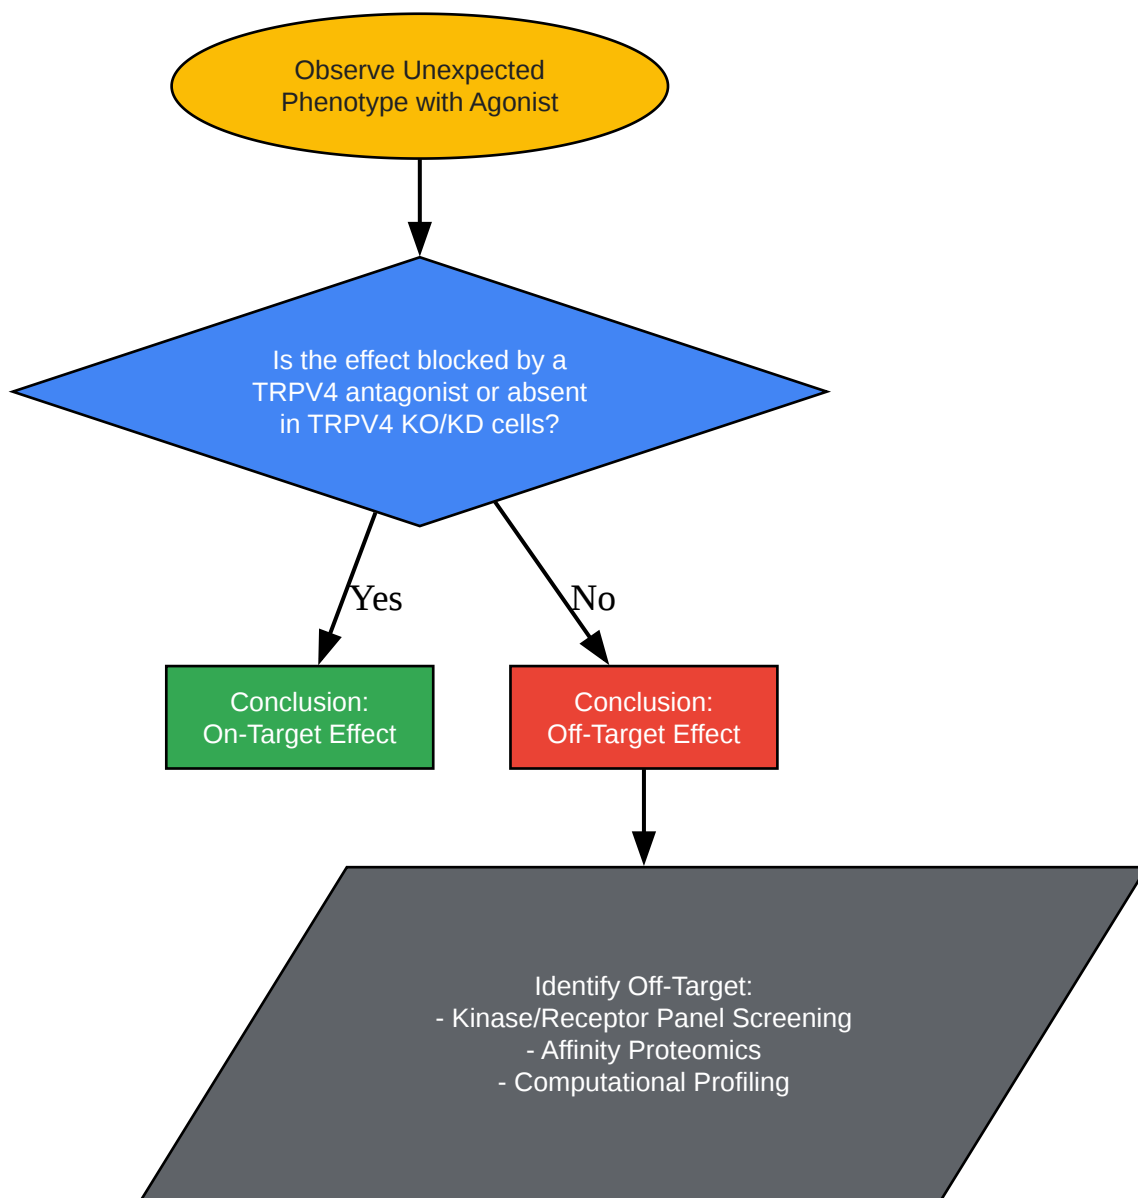 Observe Unexpected
Phenotype with Agonist
Is the effect blocked by a
TRPV4 antagonist or absent
in TRPV4 KO/KD cells?
Yes
No
Conclusion:
On-Target Effect
Conclusion:
Off-Target Effect
Identify Off-Target:
- Kinase/Receptor Panel Screening
- Affinity Proteomics
- Computational Profiling